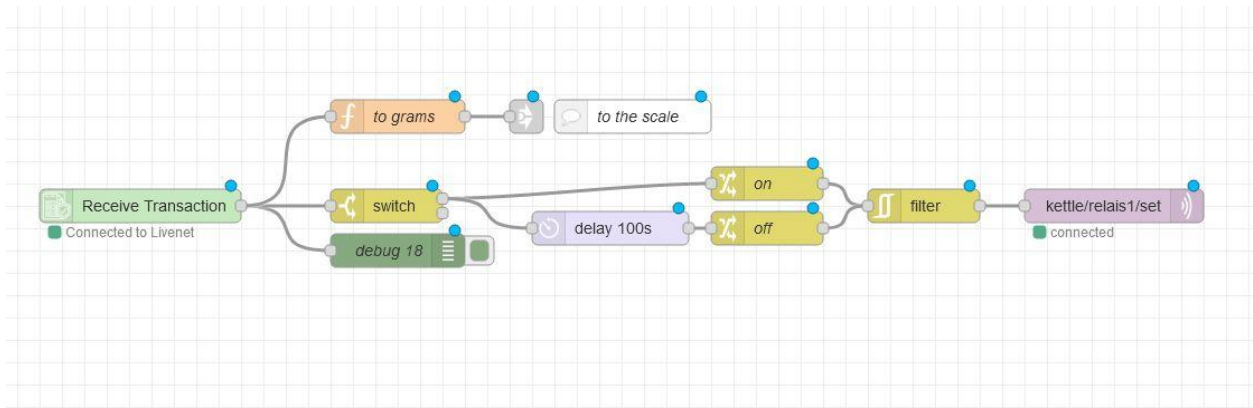 to grams
to the scale
Receive Transaction
Connected to Livenet
switch
debug 18
delay 100s
on
off
filter
kettle/relais1/set
connected